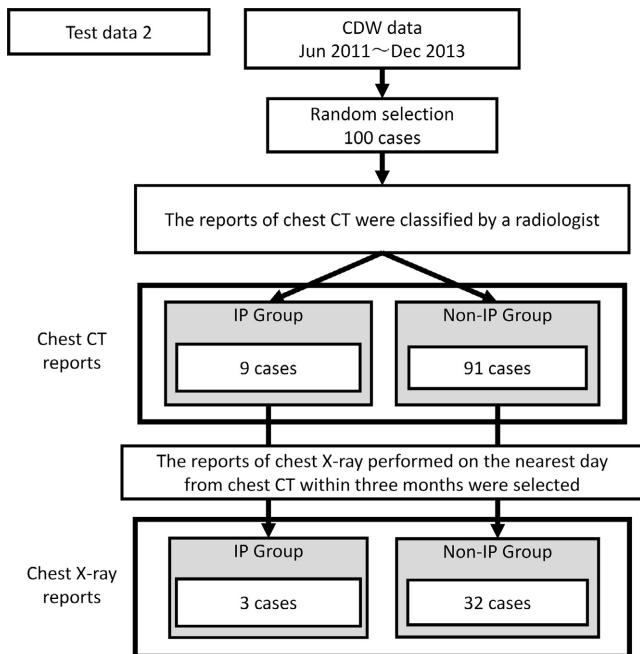 Test data 2
CDW data
Jun 2011～Dec 2013
Random selection
100 cases
The reports of chest CT were classified by a radiologist
Chest CT
reports
IP Group
9 cases
Non-IP Group
91 cases
The reports of chest X-ray performed on the nearest day
from chest CT within three months were selected
Chest X-ray
reports
IP Group
3 cases
Non-IP Group
32 cases